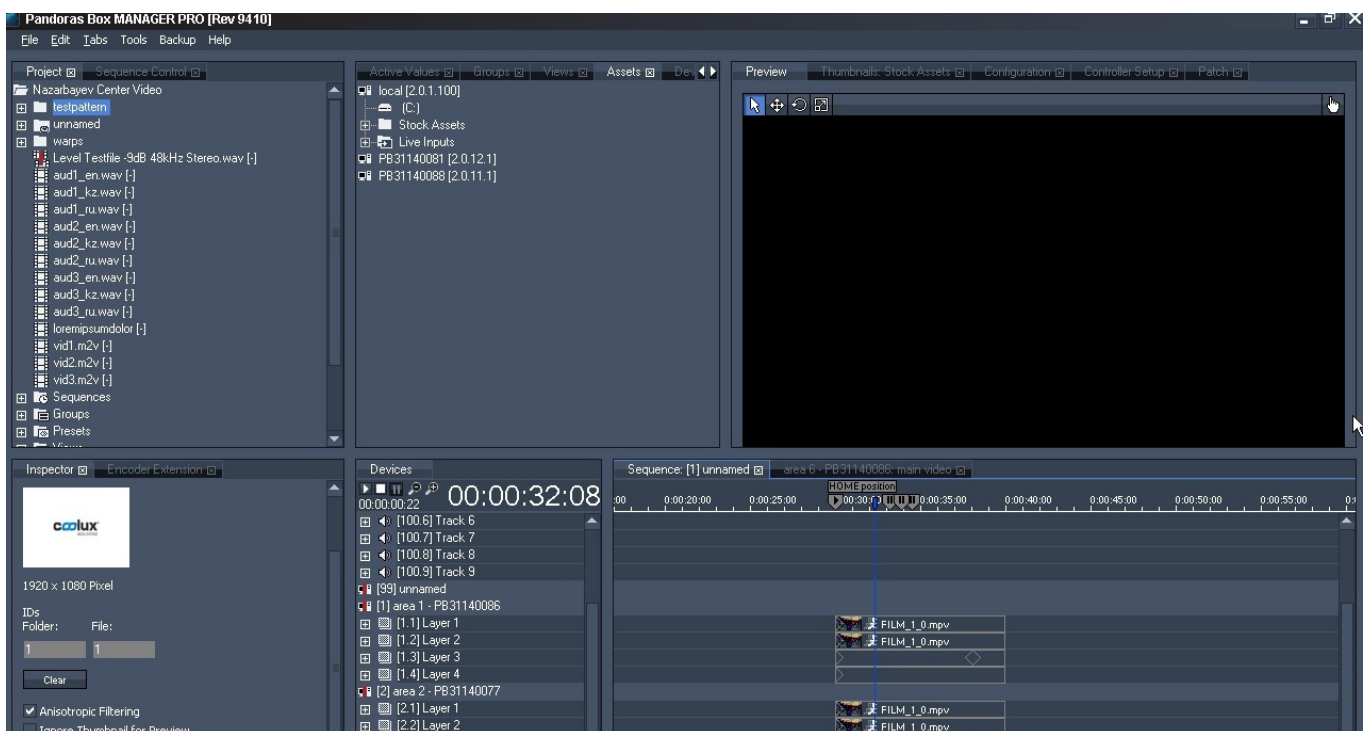 Pandoras Box MANAGER PRO [Rev 9410]
File Edit Tabs Tools Backup Help
Project Sequence Control
Nazarbayev Center Video
testpattern
unnamed
warps
Level Testfile -9dB 48kHz Stereo.wav [-]
aud1_en.wav [-]
aud1_kz.wav [-]
aud1_ru.wav [-]
aud2_en.wav [-]
aud2_kz.wav [-]
aud2_ru.wav [-]
aud3_en.wav [-]
aud3_kz.wav [-]
aud3_ru.wav [-]
loremipsumdolor [-]
vid1.m2v [-]
vid2.m2v [-]
vid3.m2v [-]
Sequences
Groups
Presets
Active Values Groups Views Assets Dev
local [2.0.1.100]
(C:)
Stock Assets
Live Inputs
PB31140081 [2.0.12.1]
PB31140088 [2.0.11.1]
Preview Thumbnails: Stock Assets Configuration Controller Setup Patch
Inspector Encoder Extension
coolux
1920 x 1080 Pixel
IDs
Folder: File:
1 1
Clear
Anisotropic Filtering
Ignore Thumbnail for Preview
Devices
00:00:32:08
00:00:00:22
[100.6] Track 6
[100.7] Track 7
[100.8] Track 8
[100.9] Track 9
[99] unnamed
[1] area 1 - PB31140086
[1.1] Layer 1
[1.2] Layer 2
[1.3] Layer 3
[1.4] Layer 4
[2] area 2 - PB31140077
[2.1] Layer 1
[2.2] Layer 2
Sequence: [1] unnamed area 6 - PB31140086: main video
HOME position
:00 0:00:20:00 0:00:25:00 0:00:35:00 0:00:40:00 0:00:45:00 0:00:50:00 0:00:55:00
FILM_1_0.mpv
FILM_1_0.mpv
FILM_1_0.mpv
FILM_1_0.mpv